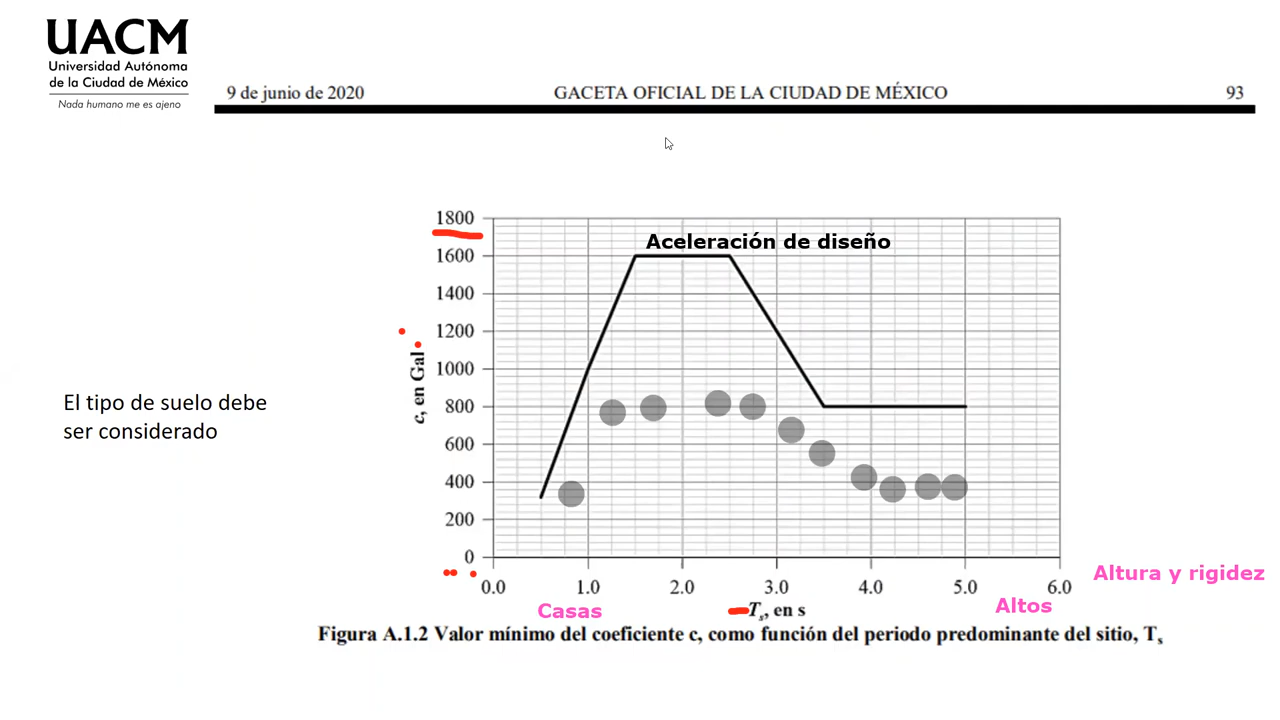 UACM
Universidad Autónoma
de la Ciudad de México
Nada humano me es ajeno
9 de junio de 2020 GACETA OFICIAL DE LA CIUDAD DE MÉXICO 93
1800
Aceleración de diseño
1600
1400
1200
1000
800
600
400
200
0
c, en Gal
El tipo de suelo debe
ser considerado
0.0 1.0 2.0 3.0 4.0 5.0 6.0
Altura y rigidez
Casas
Ts, en s
Altos
Figura A.1.2 Valor mínimo del coeficiente c, como función del periodo predominante del sitio, Ts